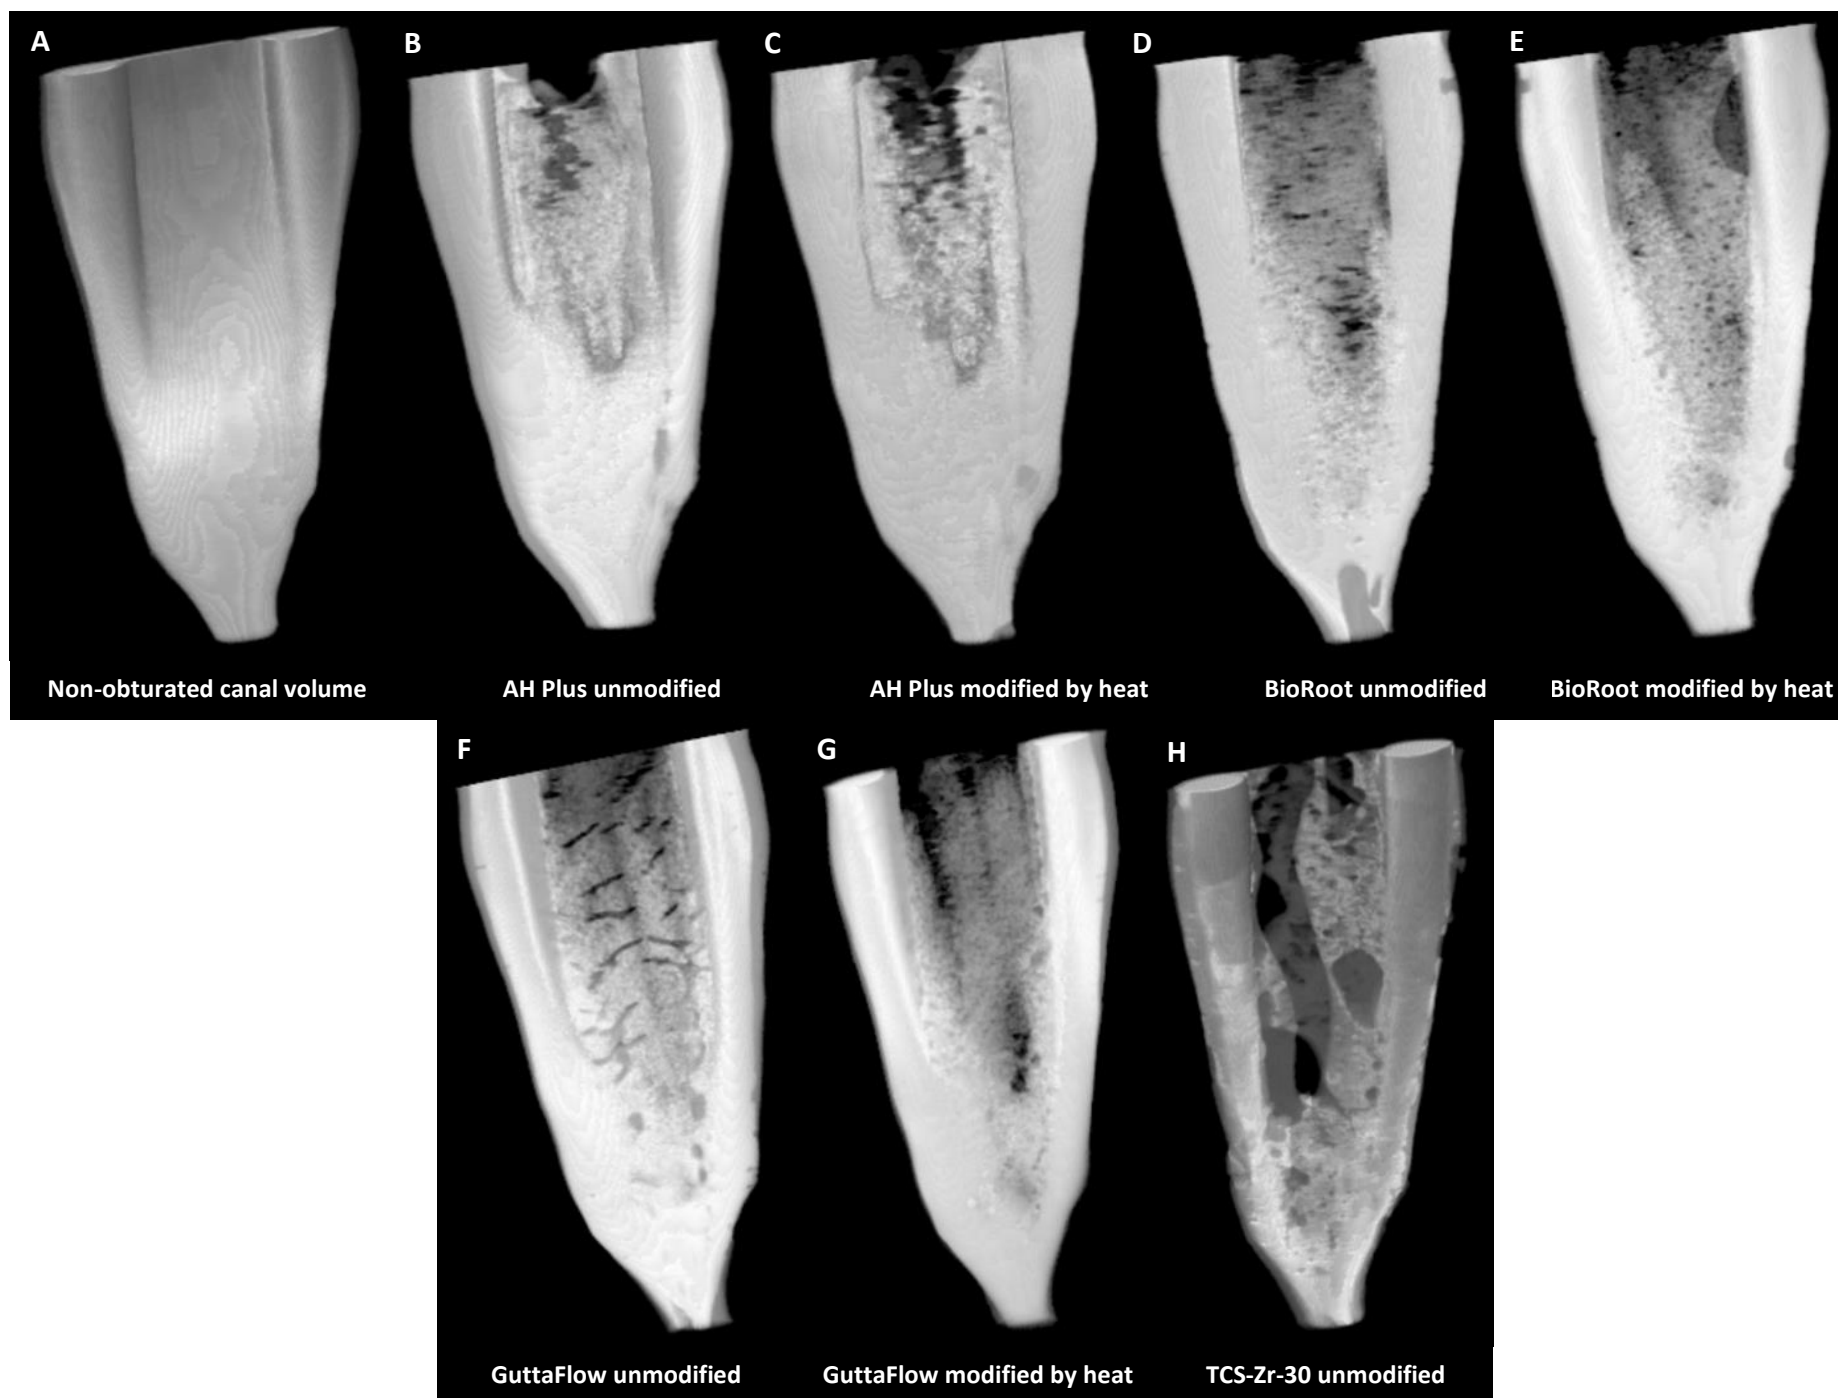 A
B
C
D
E
Non-obturated canal volume
AH Plus unmodified
AH Plus modified by heat
BioRoot unmodified
BioRoot modified by heat
F
G
H
GuttaFlow unmodified
GuttaFlow modified by heat
TCS-Zr-30 unmodified